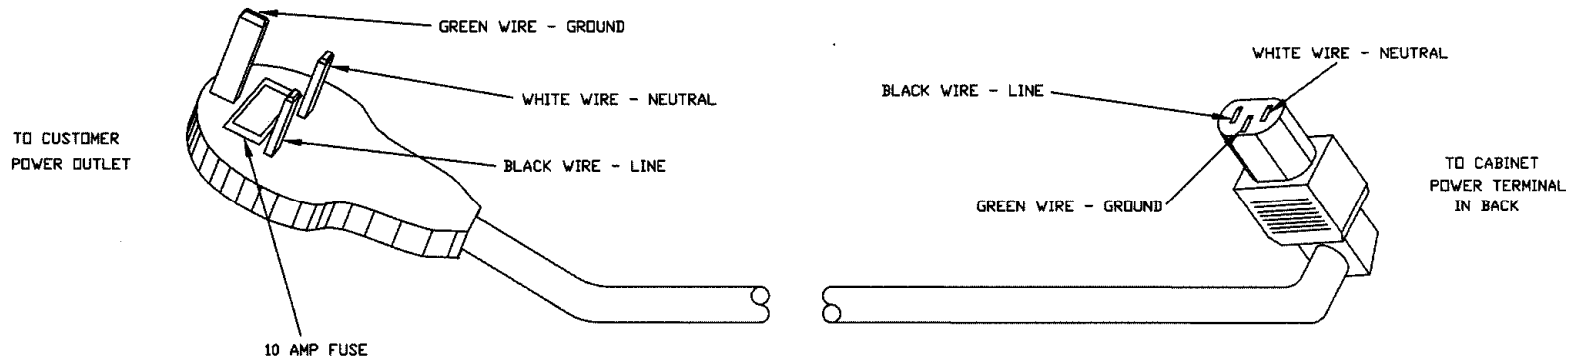 GREEN WIRE - GROUND
WHITE WIRE - NEUTRAL
WHITE WIRE - NEUTRAL
BLACK WIRE - LINE
TO CUSTOMER
POWER OUTLET
BLACK WIRE - LINE
TO CABINET
POWER TERMINAL
IN BACK
GREEN WIRE - GROUND
10 AMP FUSE